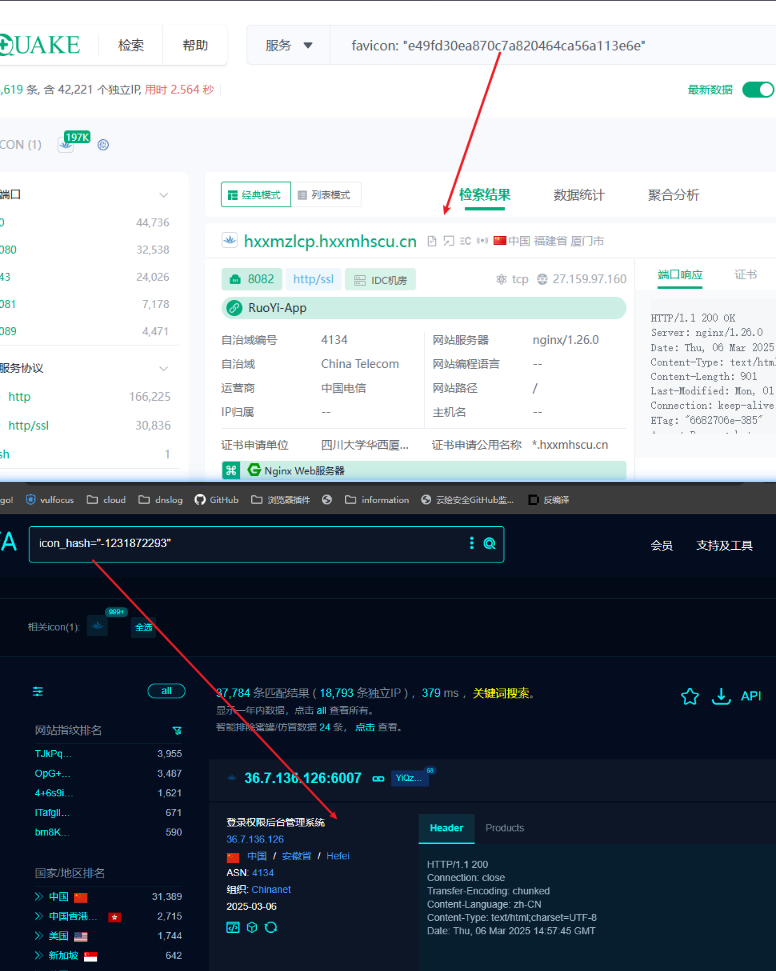 QUAKE 检索 帮助 服务 favicon: "e49fd30ea870c7a820464ca56a113e6e"
,619 条, 含 42,221 个独立IP, 用时 2.564 秒 最新数据
CON (1) 197K
端口
经典模式 列表模式 检索结果 数据统计 聚合分析
0 44,736
080 32,538
43 24,026
081 7,178
089 4,471
服务协议
http 166,225
http/ssl 30,836
sh 1
hxxmzlcp.hxxmhscu.cn 中国 福建省 厦门市
8082 http/ssl IDC机房 tcp 27.159.97.160
RuoYi-App
自治域编号 4134 网站服务器 nginx/1.26.0
自治域 China Telecom 网站编程语言 --
运营商 中国电信 网站路径 /
IP归属 -- 主机名 --
证书申请单位 四川大学华西厦... 证书申请公用名称 *.hxxmhscu.cn
Nginx Web服务器
端口响应 证书
HTTP/1.1 200 OK
Server: nginx/1.26.0
Date: Thu, 06 Mar 2025
Content-Type: text/htm
Content-Length: 901
Last-Modified: Mon, 01
Connection: keep-alive
ETag: "6682706e-385"
go! vulfocus cloud dnslog GitHub 浏览器插件 information 云绘安全GitHub监... 反编译
icon_hash="-1231872293"
会员 支持及工具
相关icon(1): 999+ 全选
all
37,784 条匹配结果 ( 18,793 条独立IP ) ，379 ms ，关键词搜索。
显示一年内数据，点击 all 查看所有。
智能排除蜜罐/仿冒数据 24 条， 点击 查看。
API
网站指纹排名
TJkPq... 3,955
OpG+... 3,487
4+6s9i... 1,621
ITafgII... 671
bm8K... 590
国家/地区排名
中国 31,389
中国香港... 2,715
美国 1,744
新加坡 642
36.7.136.126:6007 YiQz... 68
登录权限后台管理系统
36.7.136.126
中国 / 安徽省 / Hefei
ASN: 4134
组织: Chinanet
2025-03-06
Header Products
HTTP/1.1 200
Connection: close
Transfer-Encoding: chunked
Content-Language: zh-CN
Content-Type: text/html;charset=UTF-8
Date: Thu, 06 Mar 2025 14:57:45 GMT